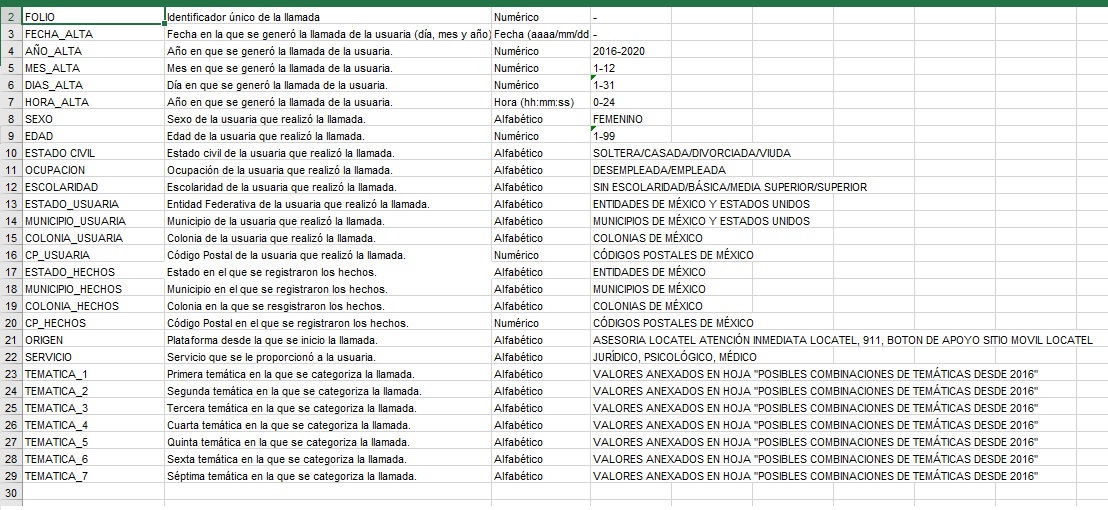 2 FOLIO Identificador único de la llamada Numérico -
3 FECHA_ALTA Fecha en la que se generó la llamada de la usuaria (día, mes y año) Fecha (aaaa/mm/dd -
4 AÑO_ALTA Año en que se generó la llamada de la usuaria. Numérico 2016-2020
5 MES_ALTA Mes en que se generó la llamada de la usuaria. Numérico 1-12
6 DIAS_ALTA Día en que se generó la llamada de la usuaria. Numérico 1-31
7 HORA_ALTA Año en que se generó la llamada de la usuaria. Hora (hh:mm:ss) 0-24
8 SEXO Sexo de la usuaria que realizó la llamada. Alfabético FEMENINO
9 EDAD Edad de la usuaria que realizó la llamada. Numérico 1-99
10 ESTADO CIVIL Estado civil de la usuaria que realizó la llamada. Alfabético SOLTERA/CASADA/DIVORCIADA/VIUDA
11 OCUPACION Ocupación de la usuaria que realizó la llamada. Alfabético DESEMPLEADA/EMPLEADA
12 ESCOLARIDAD Escolaridad de la usuaria que realizó la llamada. Alfabético SIN ESCOLARIDAD/BÁSICA/MEDIA SUPERIOR/SUPERIOR
13 ESTADO_USUARIA Entidad Federativa de la usuaria que realizó la llamada. Alfabético ENTIDADES DE MÉXICO Y ESTADOS UNIDOS
14 MUNICIPIO_USUARIA Municipio de la usuaria que realizó la llamada. Alfabético MUNICIPIOS DE MÉXICO Y ESTADOS UNIDOS
15 COLONIA_USUARIA Colonia de la usuaria que realizó la llamada. Alfabético COLONIAS DE MÉXICO
16 CP_USUARIA Código Postal de la usuaria que realizó la llamada. Numérico CÓDIGOS POSTALES DE MÉXICO
17 ESTADO_HECHOS Estado en el que se registraron los hechos. Alfabético ENTIDADES DE MÉXICO
18 MUNICIPIO_HECHOS Municipio en el que se registraron los hechos. Alfabético MUNICIPIOS DE MÉXICO
19 COLONIA_HECHOS Colonia en la que se resgistraron los hechos. Alfabético COLONIAS DE MÉXICO
20 CP_HECHOS Código Postal en el que se registraron los hechos. Numérico CÓDIGOS POSTALES DE MÉXICO
21 ORIGEN Plataforma desde la que se inicio la llamada. Alfabético ASESORIA LOCATEL ATENCIÓN INMEDIATA LOCATEL, 911, BOTON DE APOYO SITIO MOVIL LOCATEL
22 SERVICIO Servicio que se le proporcionó a la usuaria. Alfabético JURÍDICO, PSICOLÓGICO, MÉDICO
23 TEMATICA_1 Primera temática en la que se categoriza la llamada. Alfabético VALORES ANEXADOS EN HOJA "POSIBLES COMBINACIONES DE TEMÁTICAS DESDE 2016"
24 TEMATICA_2 Segunda temática en la que se categoriza la llamada. Alfabético VALORES ANEXADOS EN HOJA "POSIBLES COMBINACIONES DE TEMÁTICAS DESDE 2016"
25 TEMATICA_3 Tercera temática en la que se categoriza la llamada. Alfabético VALORES ANEXADOS EN HOJA "POSIBLES COMBINACIONES DE TEMÁTICAS DESDE 2016"
26 TEMATICA_4 Cuarta temática en la que se categoriza la llamada. Alfabético VALORES ANEXADOS EN HOJA "POSIBLES COMBINACIONES DE TEMÁTICAS DESDE 2016"
27 TEMATICA_5 Quinta temática en la que se categoriza la llamada. Alfabético VALORES ANEXADOS EN HOJA "POSIBLES COMBINACIONES DE TEMÁTICAS DESDE 2016"
28 TEMATICA_6 Sexta temática en la que se categoriza la llamada. Alfabético VALORES ANEXADOS EN HOJA "POSIBLES COMBINACIONES DE TEMÁTICAS DESDE 2016"
29 TEMATICA_7 Séptima temática en la que se categoriza la llamada. Alfabético VALORES ANEXADOS EN HOJA "POSIBLES COMBINACIONES DE TEMÁTICAS DESDE 2016"
30